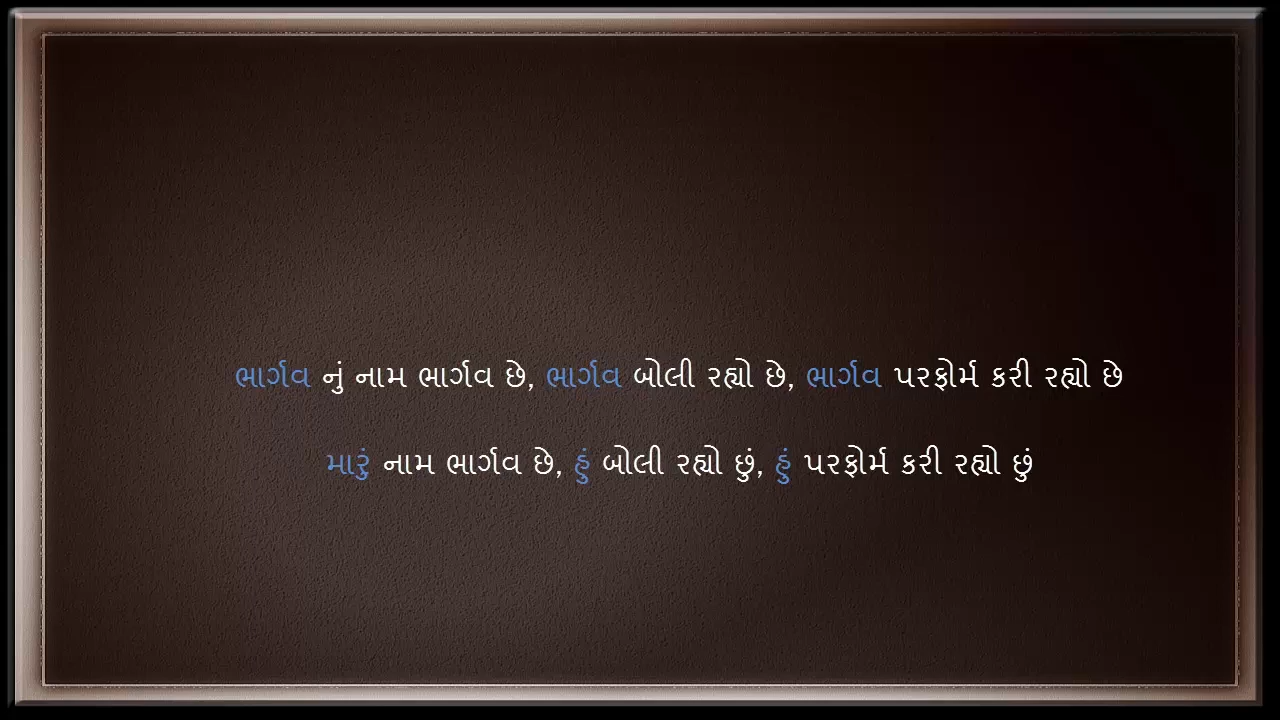 ભાર્ગવ નું નામ ભાર્ગવ છે, ભાર્ગવ બોલી રહ્યો છે, ભાર્ગવ પરફોર્મ કરી રહ્યો છે
મારું નામ ભાર્ગવ છે, હું બોલી રહ્યો છું, હું પરફોર્મ કરી રહ્યો છું